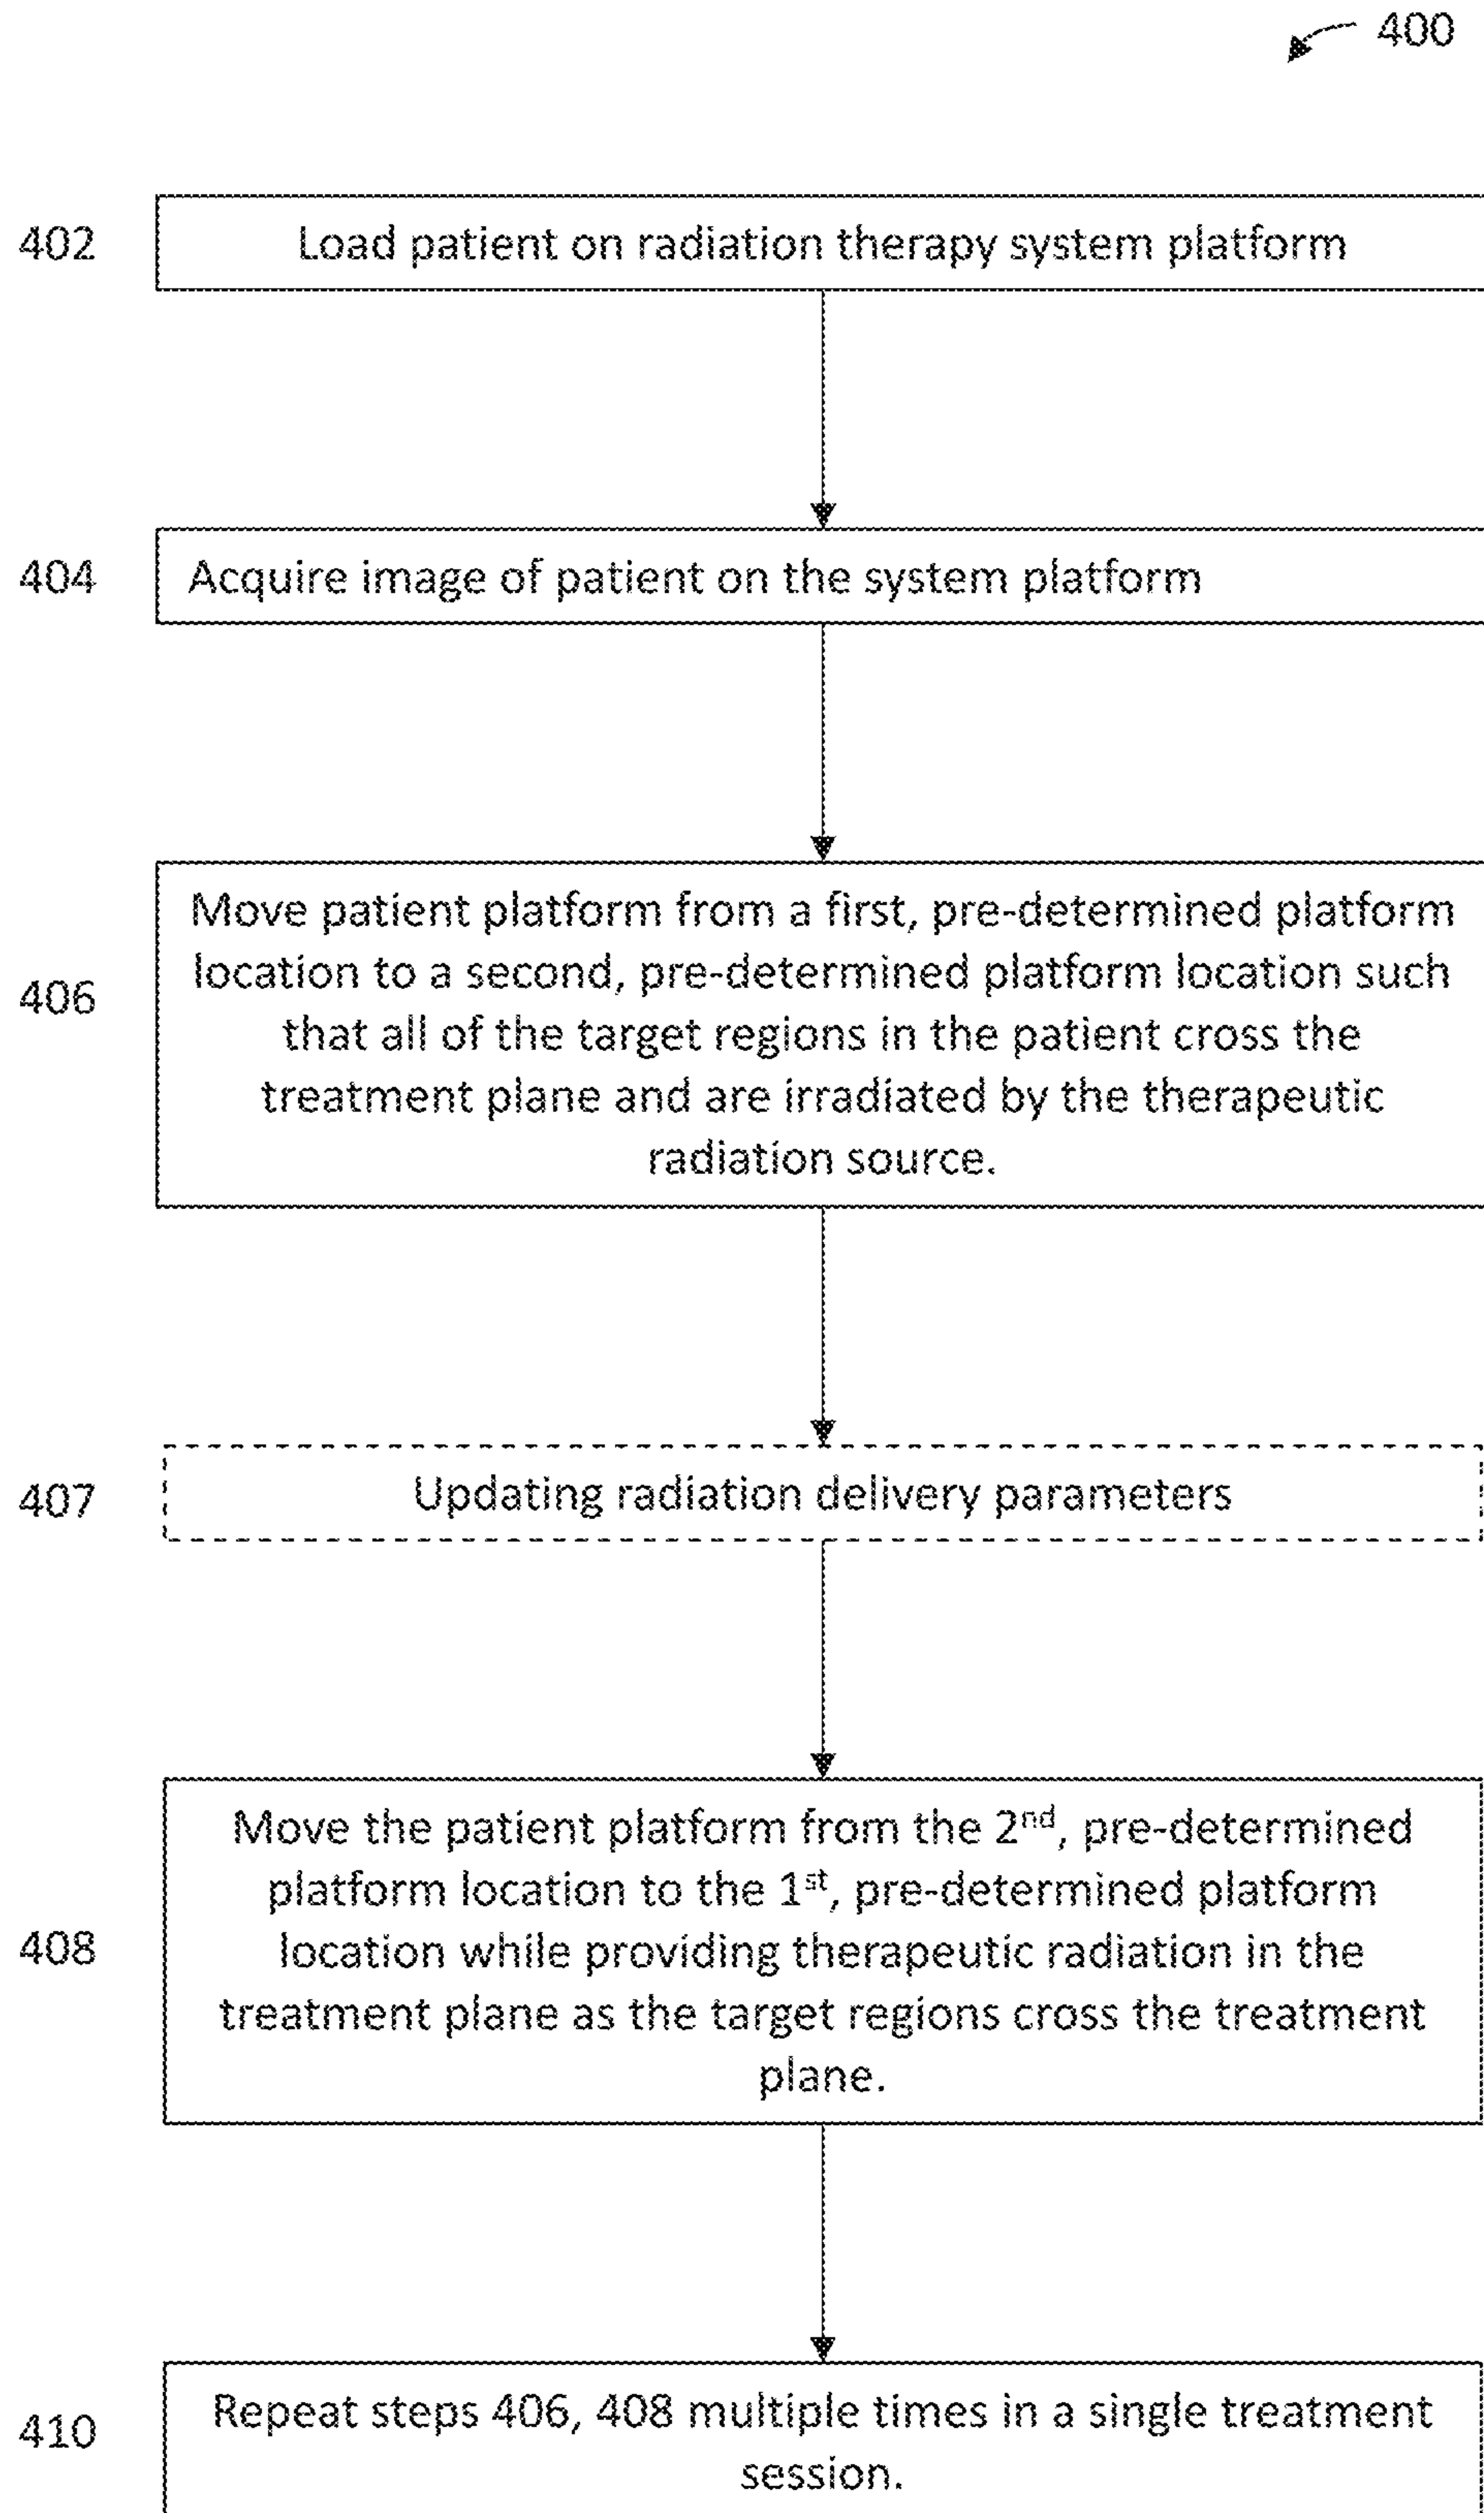 400
402
Load patient on radiation therapy system platform
404
Acquire image of patient on the system platform
406
Move patient platform from a first, pre-determined platform
location to a second, pre-determined platform location such
that all of the target regions in the patient cross the
treatment plane and are irradiated by the therapeutic
radiation source.
407
Updating radiation delivery parameters
408
Move the patient platform from the 2nd, pre-determined
platform location to the 1st, pre-determined platform
location while providing therapeutic radiation in the
treatment plane as the target regions cross the treatment
plane.
410
Repeat steps 406, 408 multiple times in a single treatment
session.